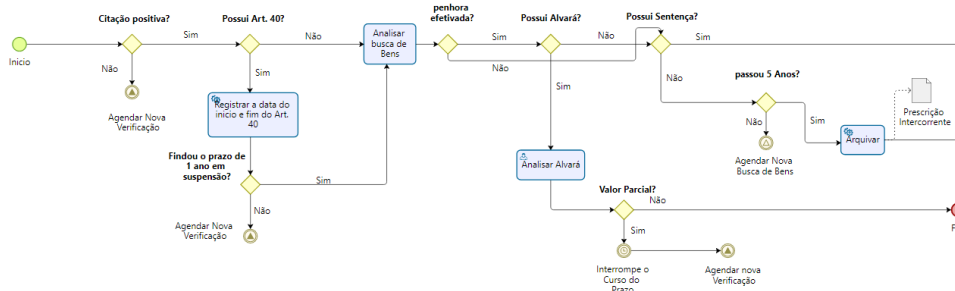 Citação positiva?
Possui Art. 40?
penhora
efetivada?
Possui Alvará?
Possui Sentença?
Inicio
Sim
Não
Analisar
busca de
Bens
Sim
Não
Sim
Não
Não
Sim
Não
Sim
Não
passou 5 Anos?
Agendar Nova
Verificação
Registrar a data do
inicio e fim do Art.
40
Não
Sim
Arquivar
Prescrição
Intercorrente
Agendar Nova
Busca de Bens
Findou o prazo de
1 ano em
suspensão?
Sim
Não
Agendar Nova
Verificação
Analisar Alvará
Valor Parcial?
Não
Sim
Interrompe o
Curso do
Prazo
Agendar nova
Verificação